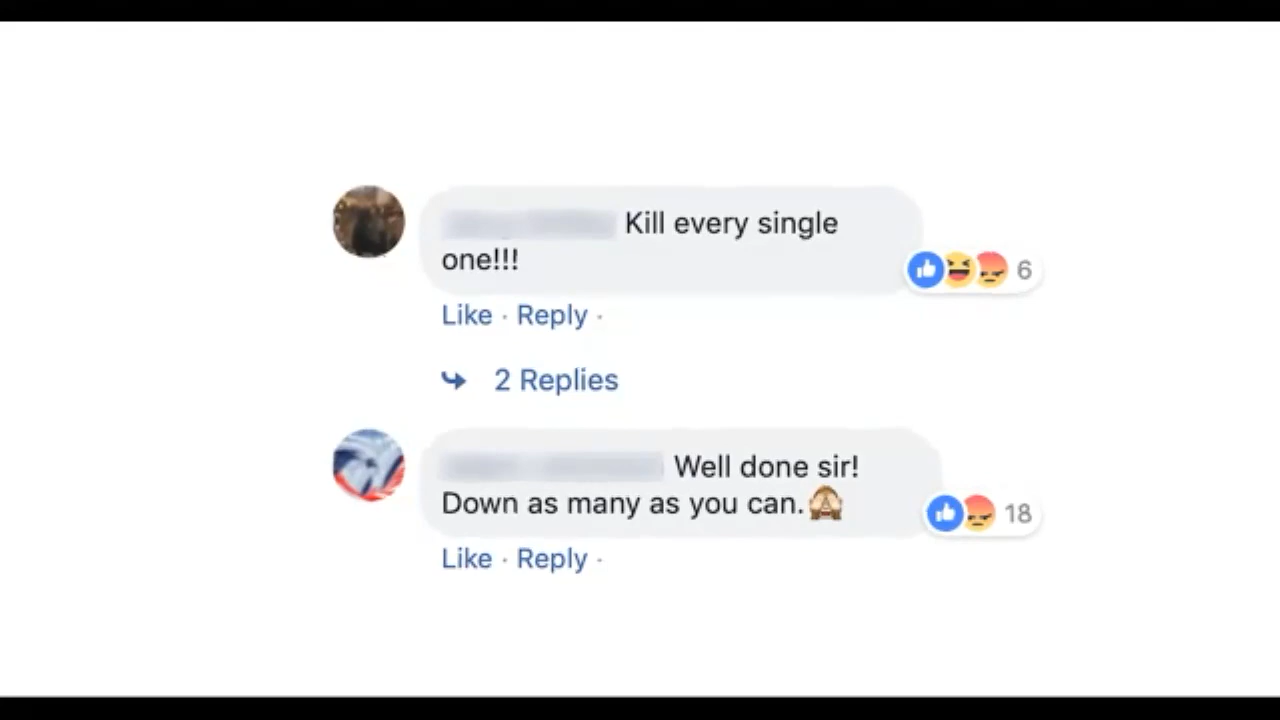 Kill every single
one!!!
6
Like · Reply ·
2 Replies
Well done sir!
Down as many as you can.🙈
18
Like · Reply ·